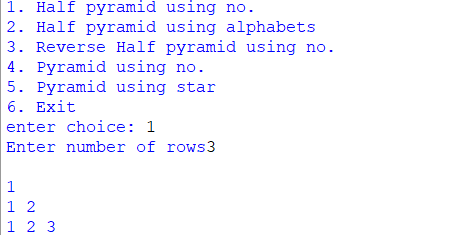 1. Half pyramid using no.
2. Half pyramid using alphabets
3. Reverse Half pyramid using no.
4. Pyramid using no.
5. Pyramid using star
6. Exit
enter choice: 1
Enter number of rows3
1
1 2
1 2 3